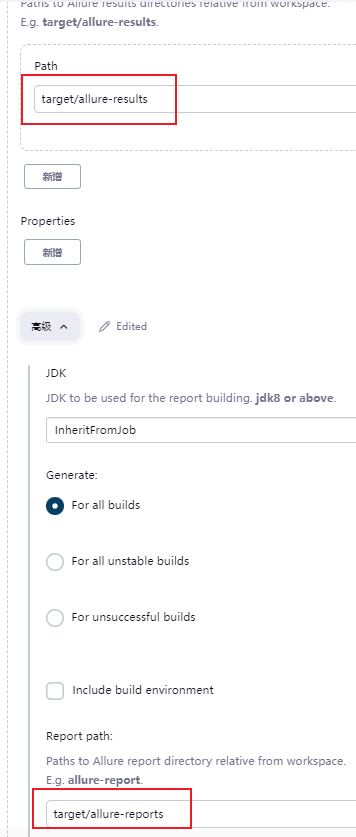 Paths to Allure results directories relative from workspace.
E.g. target/allure-results.
Path
target/allure-results
新增
Properties
新增
高级
Edited
JDK
JDK to be used for the report building. jdk8 or above.
InheritFromJob
Generate:
For all builds
For all unstable builds
For unsuccessful builds
Include build environment
Report path:
Paths to Allure report directory relative from workspace.
E.g. allure-report.
target/allure-reports